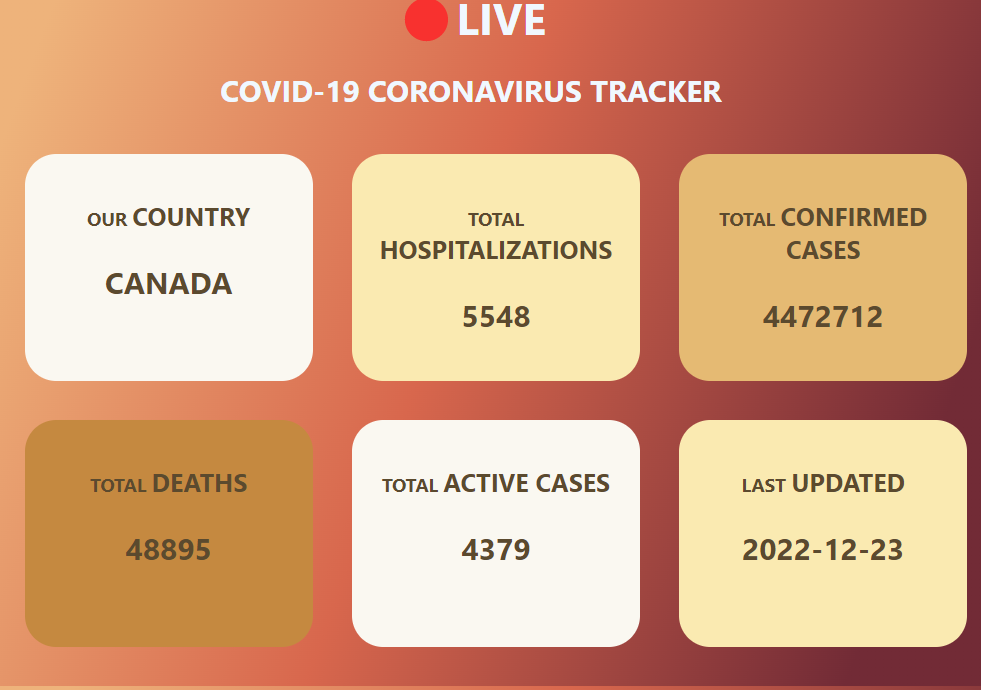 LIVE
COVID-19 CORONAVIRUS TRACKER
OUR COUNTRY
CANADA
TOTAL
HOSPITALIZATIONS
5548
TOTAL CONFIRMED
CASES
4472712
TOTAL DEATHS
48895
TOTAL ACTIVE CASES
4379
LAST UPDATED
2022-12-23